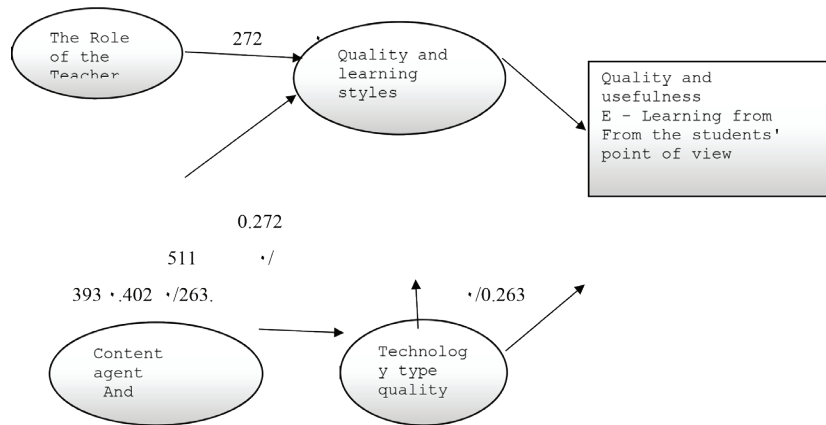 The Role
of the
Teacher
272 ٠
Quality and
learning
styles
Quality and
usefulness
E - Learning from
From the students'
point of view
0.272
511 ٠/
393 ٠.402 ٠/263.
٠/0.263
Content
agent
And
Technolog
y type
quality